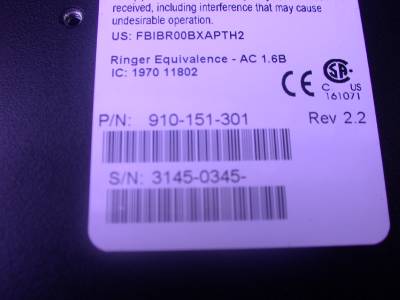 received, including interference that may cause
undesirable operation.
US: FBIBR00BXAPTH2
Ringer Equivalence - AC 1.6B
IC: 1970 11802
CE
SA
C US
161071
P/N: 910-151-301
Rev 2.2
S/N: 3145-0345-